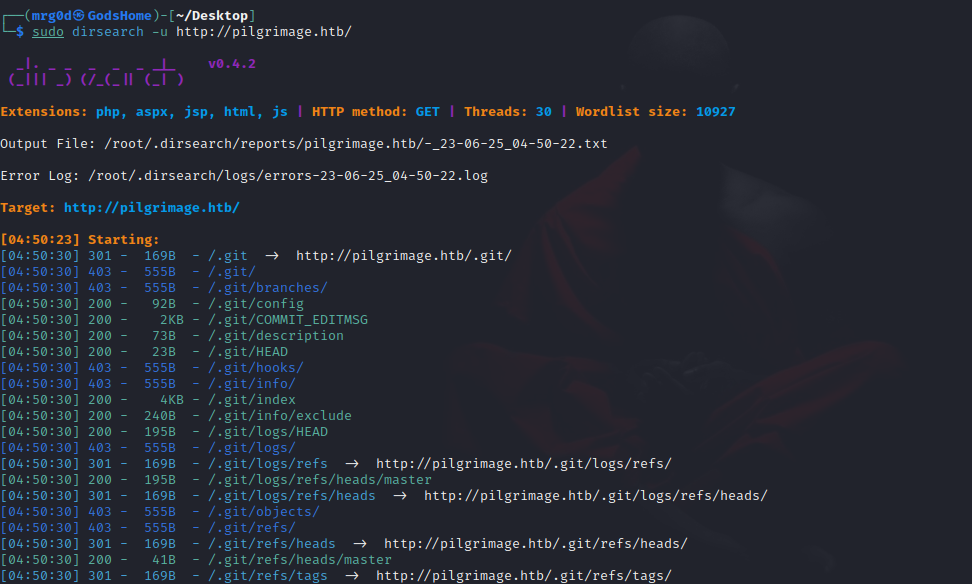 ┌──(mrg0d㉿GodsHome)-[~/Desktop]
└─$ sudo dirsearch -u http://pilgrimage.htb/
  _|. _ _  _  _  _ _|_    v0.4.2
 (_||| _) (/_(_|| (_| )
Extensions: php, aspx, jsp, html, js | HTTP method: GET | Threads: 30 | Wordlist size: 10927
Output File: /root/.dirsearch/reports/pilgrimage.htb/-_23-06-25_04-50-22.txt
Error Log: /root/.dirsearch/logs/errors-23-06-25_04-50-22.log
Target: http://pilgrimage.htb/
[04:50:23] Starting:
[04:50:30] 301 -  169B  - /.git  ->  http://pilgrimage.htb/.git/
[04:50:30] 403 -  555B  - /.git/
[04:50:30] 403 -  555B  - /.git/branches/
[04:50:30] 200 -   92B  - /.git/config
[04:50:30] 200 -    2KB - /.git/COMMIT_EDITMSG
[04:50:30] 200 -   73B  - /.git/description
[04:50:30] 200 -   23B  - /.git/HEAD
[04:50:30] 403 -  555B  - /.git/hooks/
[04:50:30] 403 -  555B  - /.git/info/
[04:50:30] 200 -    4KB - /.git/index
[04:50:30] 200 -  240B  - /.git/info/exclude
[04:50:30] 200 -  195B  - /.git/logs/HEAD
[04:50:30] 403 -  555B  - /.git/logs/
[04:50:30] 301 -  169B  - /.git/logs/refs  ->  http://pilgrimage.htb/.git/logs/refs/
[04:50:30] 200 -  195B  - /.git/logs/refs/heads/master
[04:50:30] 301 -  169B  - /.git/logs/refs/heads  ->  http://pilgrimage.htb/.git/logs/refs/heads/
[04:50:30] 403 -  555B  - /.git/objects/
[04:50:30] 403 -  555B  - /.git/refs/
[04:50:30] 301 -  169B  - /.git/refs/heads  ->  http://pilgrimage.htb/.git/refs/heads/
[04:50:30] 200 -   41B  - /.git/refs/heads/master
[04:50:30] 301 -  169B  - /.git/refs/tags  ->  http://pilgrimage.htb/.git/refs/tags/